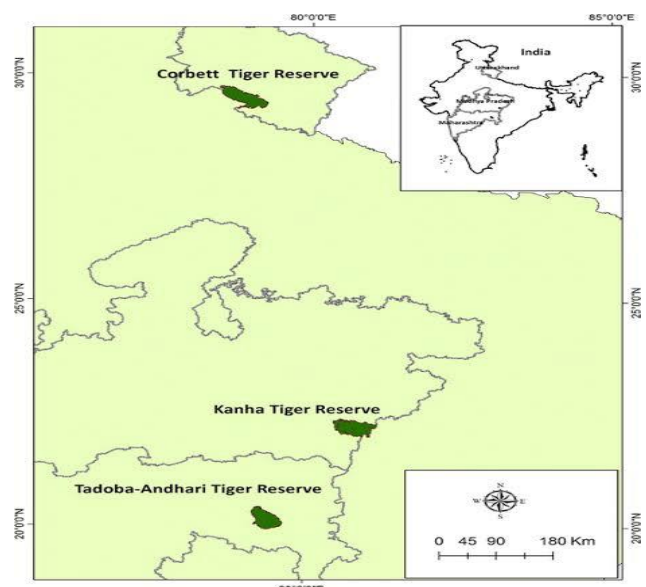 80°0'0"E
85°0'0"E
30°0'0"N
30°0'0"N
India
Uttarakhand
Madhya Pradesh
Maharashtra
Corbett Tiger Reserve
25°0'0"N
25°0'0"N
Kanha Tiger Reserve
Tadoba-Andhari Tiger Reserve
20°0'0"N
20°0'0"N
N
W
E
S
0 45 90 180 Km